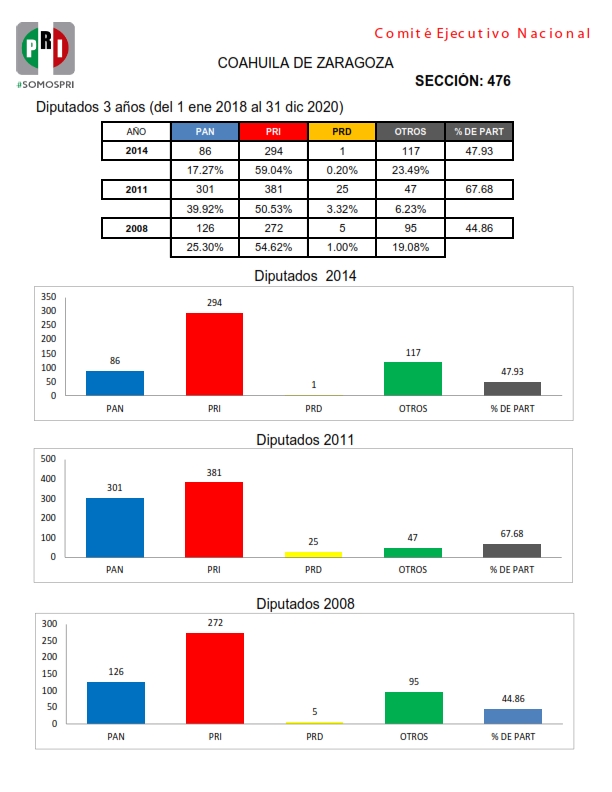 Comité Ejecutivo Nacional
PRI
#SOMOSPRI
COAHUILA DE ZARAGOZA
SECCIÓN: 476
Diputados 3 años (del 1 ene 2018 al 31 dic 2020)
AÑO PAN PRI PRD OTROS % DE PART
2014 86 294 1 117 47.93
17.27% 59.04% 0.20% 23.49%
2011 301 381 25 47 67.68
39.92% 50.53% 3.32% 6.23%
2008 126 272 5 95 44.86
25.30% 54.62% 1.00% 19.08%
Diputados 2014
350
300
250
200
150
100
50
0
86 294 1 117 47.93
PAN PRI PRD OTROS % DE PART
Diputados 2011
500
400
300
200
100
0
301 381 25 47 67.68
PAN PRI PRD OTROS % DE PART
Diputados 2008
300
250
200
150
100
50
0
126 272 5 95 44.86
PAN PRI PRD OTROS % DE PART